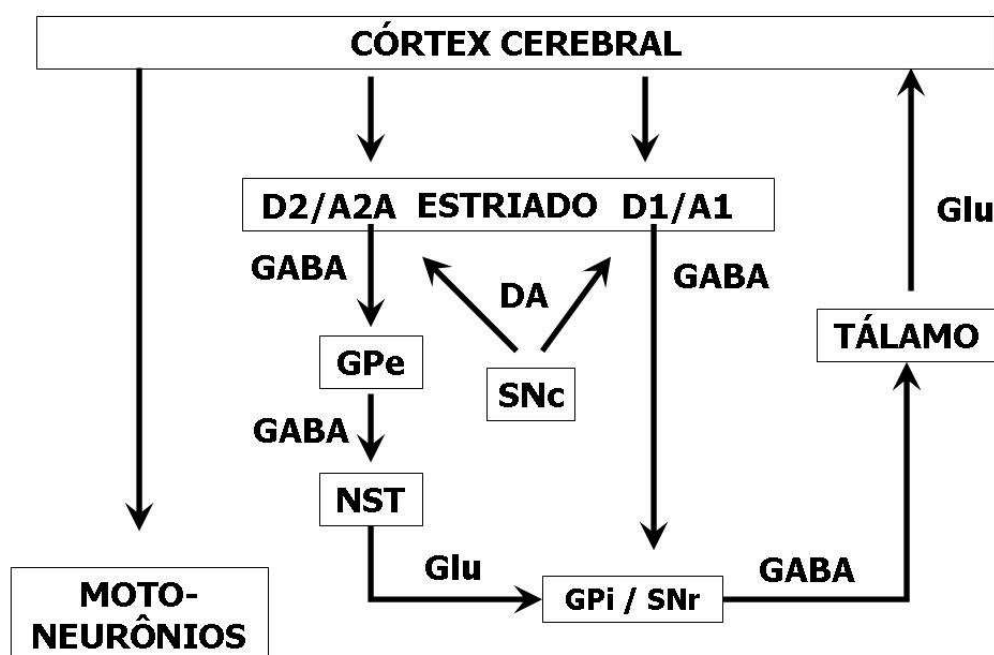 CÓRTEX CEREBRAL
D2/A2A ESTRIADO D1/A1
Glu
GABA
DA
GABA
TÁLAMO
GPe
SNc
GABA
NST
Glu
GABA
GPi / SNr
MOTO-
NEURÔNIOS